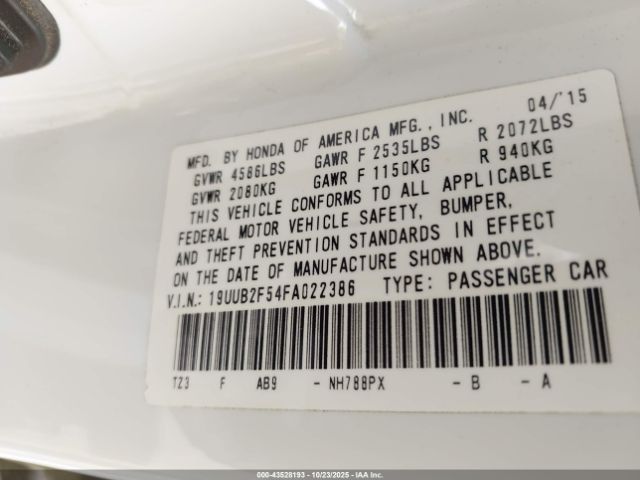 MFD. BY HONDA OF AMERICA MFG., INC. 04/'15
GVWR 4586LBS GAWR F 2535LBS R 2072LBS
GVWR 2080KG GAWR F 1150KG R 940KG
THIS VEHICLE CONFORMS TO ALL APPLICABLE
FEDERAL MOTOR VEHICLE SAFETY, BUMPER,
AND THEFT PREVENTION STANDARDS IN EFFECT
ON THE DATE OF MANUFACTURE SHOWN ABOVE.
V.I.N.: 19UUB2F54FA022386 TYPE: PASSENGER CAR
T23 F AB9 - NH788PX - B - A
000-43528193 - 10/23/2025 - IAA Inc.